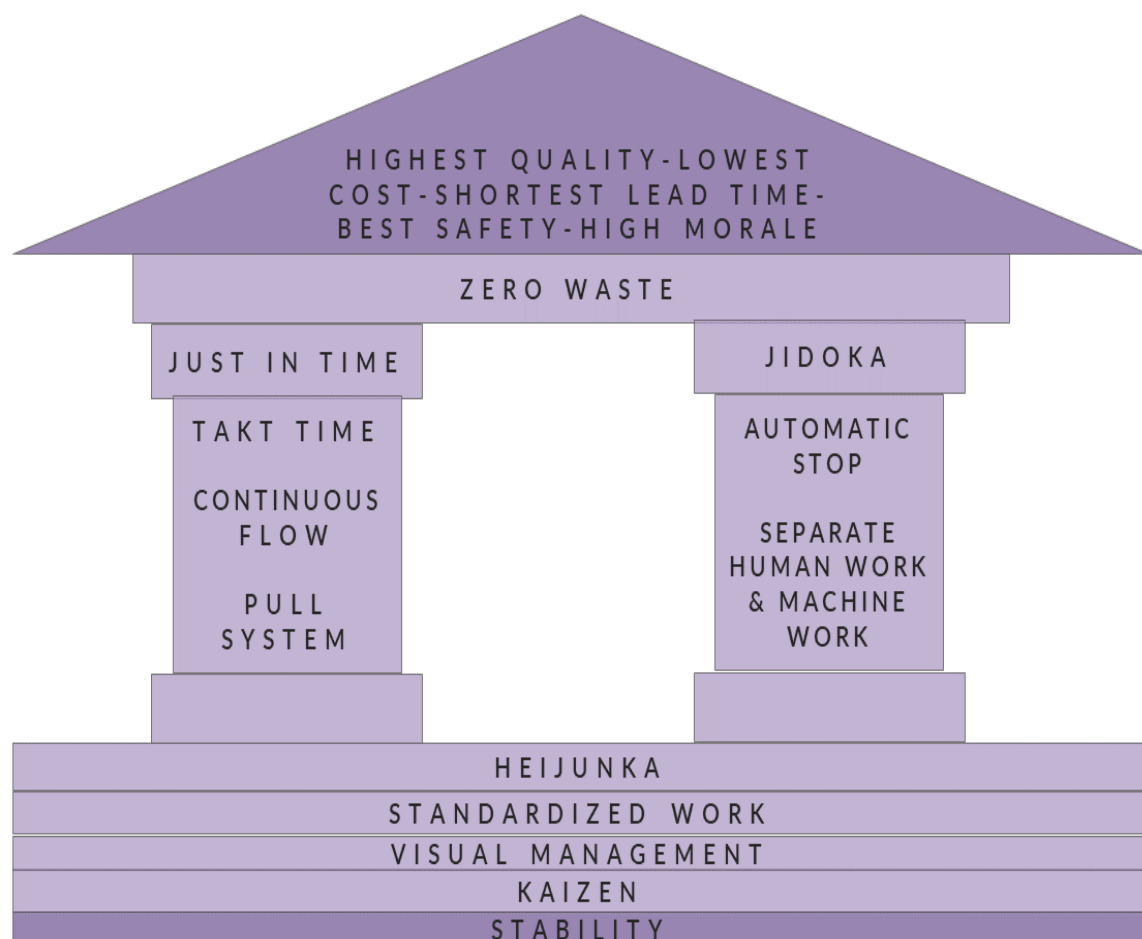 HIGHEST QUALITY-LOWEST
COST-SHORTEST LEAD TIME-
BEST SAFETY-HIGH MORALE
ZERO WASTE
JUST IN TIME
TAKT TIME
CONTINUOUS
FLOW
PULL
SYSTEM
JIDOKA
AUTOMATIC
STOP
SEPARATE
HUMAN WORK
& MACHINE
WORK
HEIJUNKA
STANDARDIZED WORK
VISUAL MANAGEMENT
KAIZEN
STABILITY